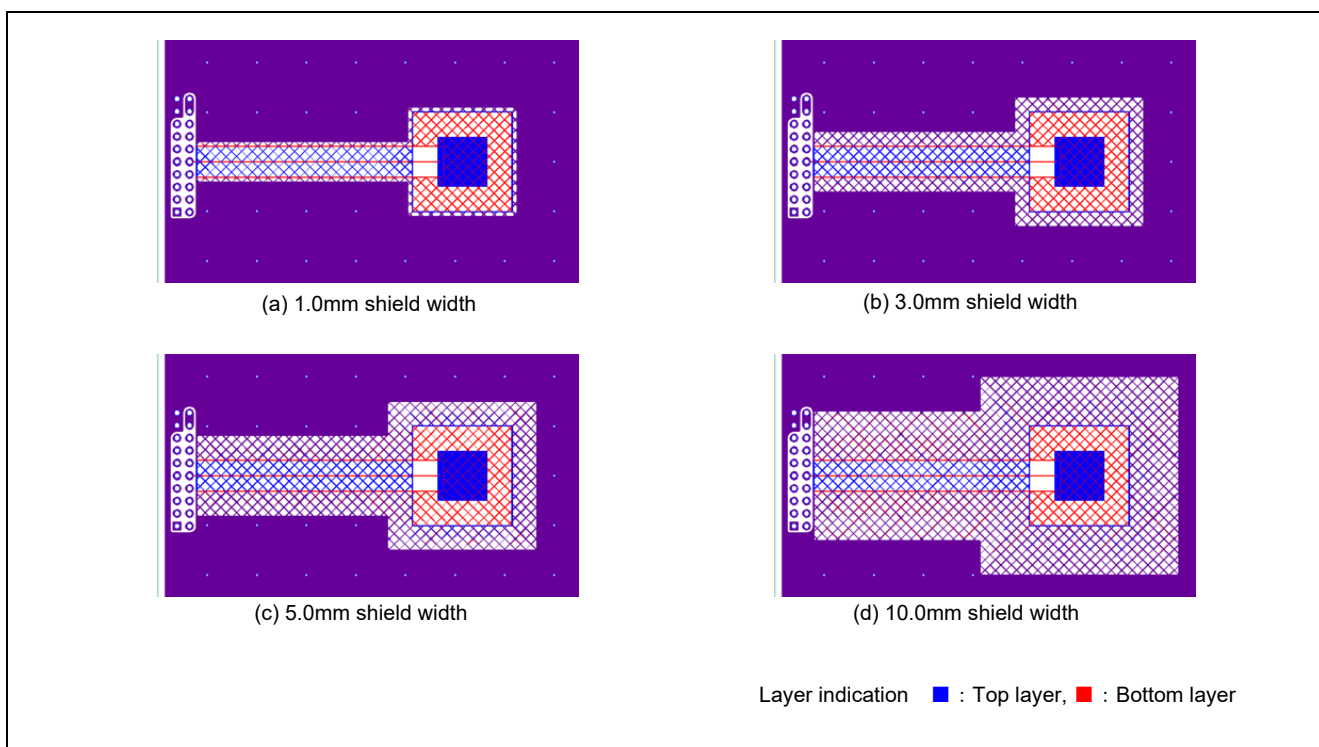 (a) 1.0mm shield width
(b) 3.0mm shield width
(c) 5.0mm shield width
(d) 10.0mm shield width
Layer indication : Top layer, : Bottom layer